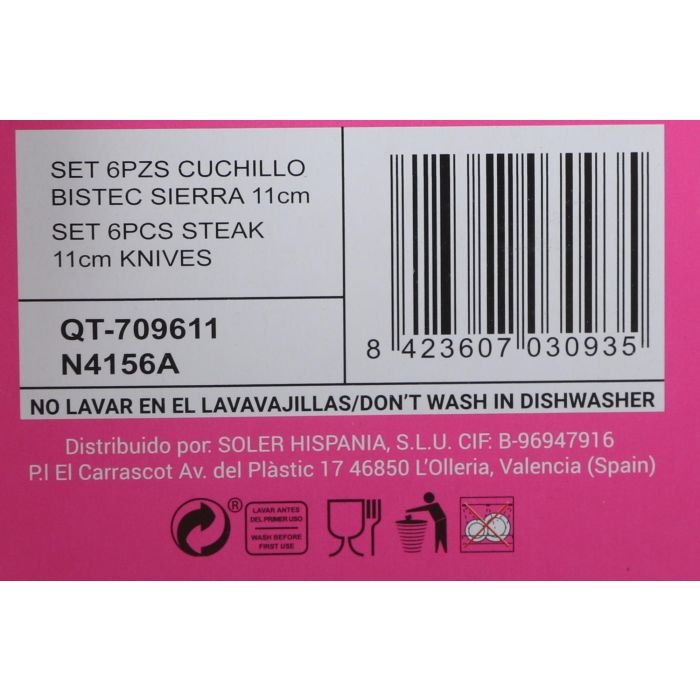 SET 6PZS CUCHILLO
BISTEC SIERRA 11cm
SET 6PCS STEAK
11cm KNIVES
QT-709611
N4156A
8 423607 030935
NO LAVAR EN EL LAVAVAJILLAS/DON'T WASH IN DISHWASHER
Distribuido por: SOLER HISPANIA, S.L.U. CIF: B-96947916
P.I El Carrascot Av. del Plàstic 17 46850 L'Olleria, Valencia (Spain)
®
LAVAR ANTES
DEL PRIMER USO
WASH BEFORE
FIRST USE